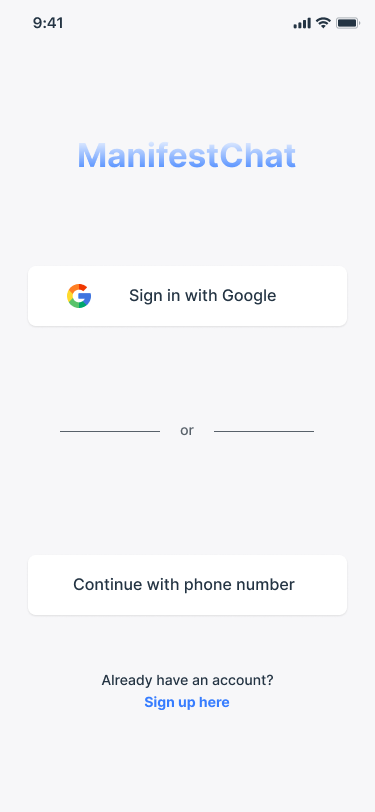 9:41
ManifestChat
Sign in with Google
or
Continue with phone number
Already have an account?
Sign up here